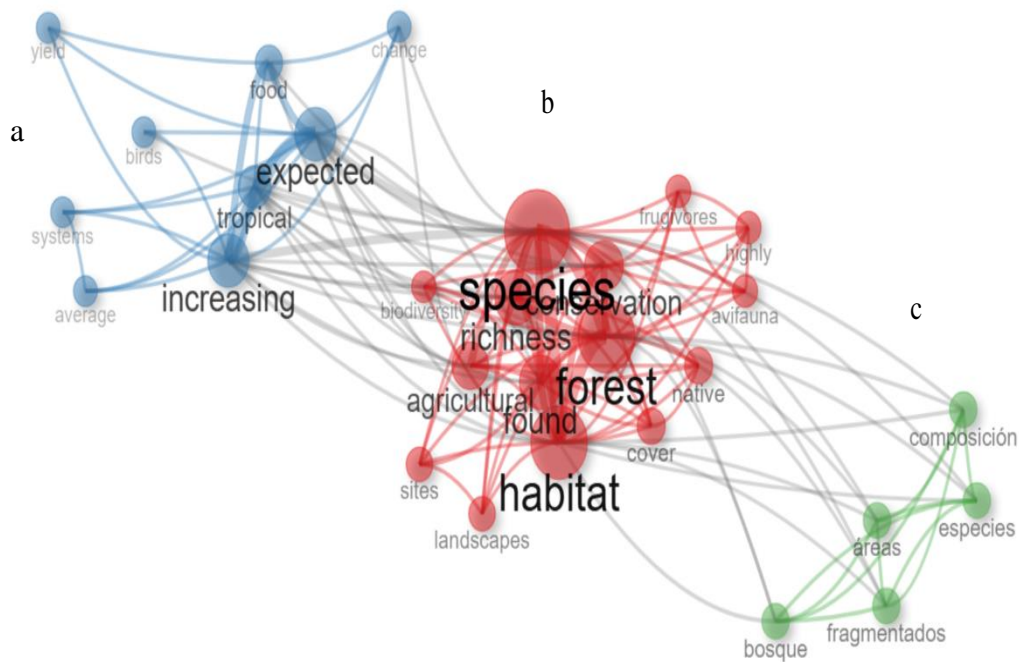 yield
change
food
b
a
birds
expected
tropical
frugivores
systems
highly
increasing
species
conservation
biodiversity
avifauna
average
c
richness
forest
native
agricultural
found
composición
cover
sites
habitat
especies
landscapes
áreas
fragmentados
bosque